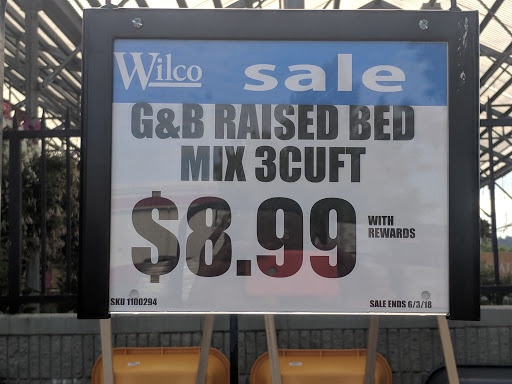 Wilco sale
G&B RAISED BED
MIX 3CUFT
$8.99 WITH
REWARDS
SKU 1100294 SALE ENDS 6/3/18